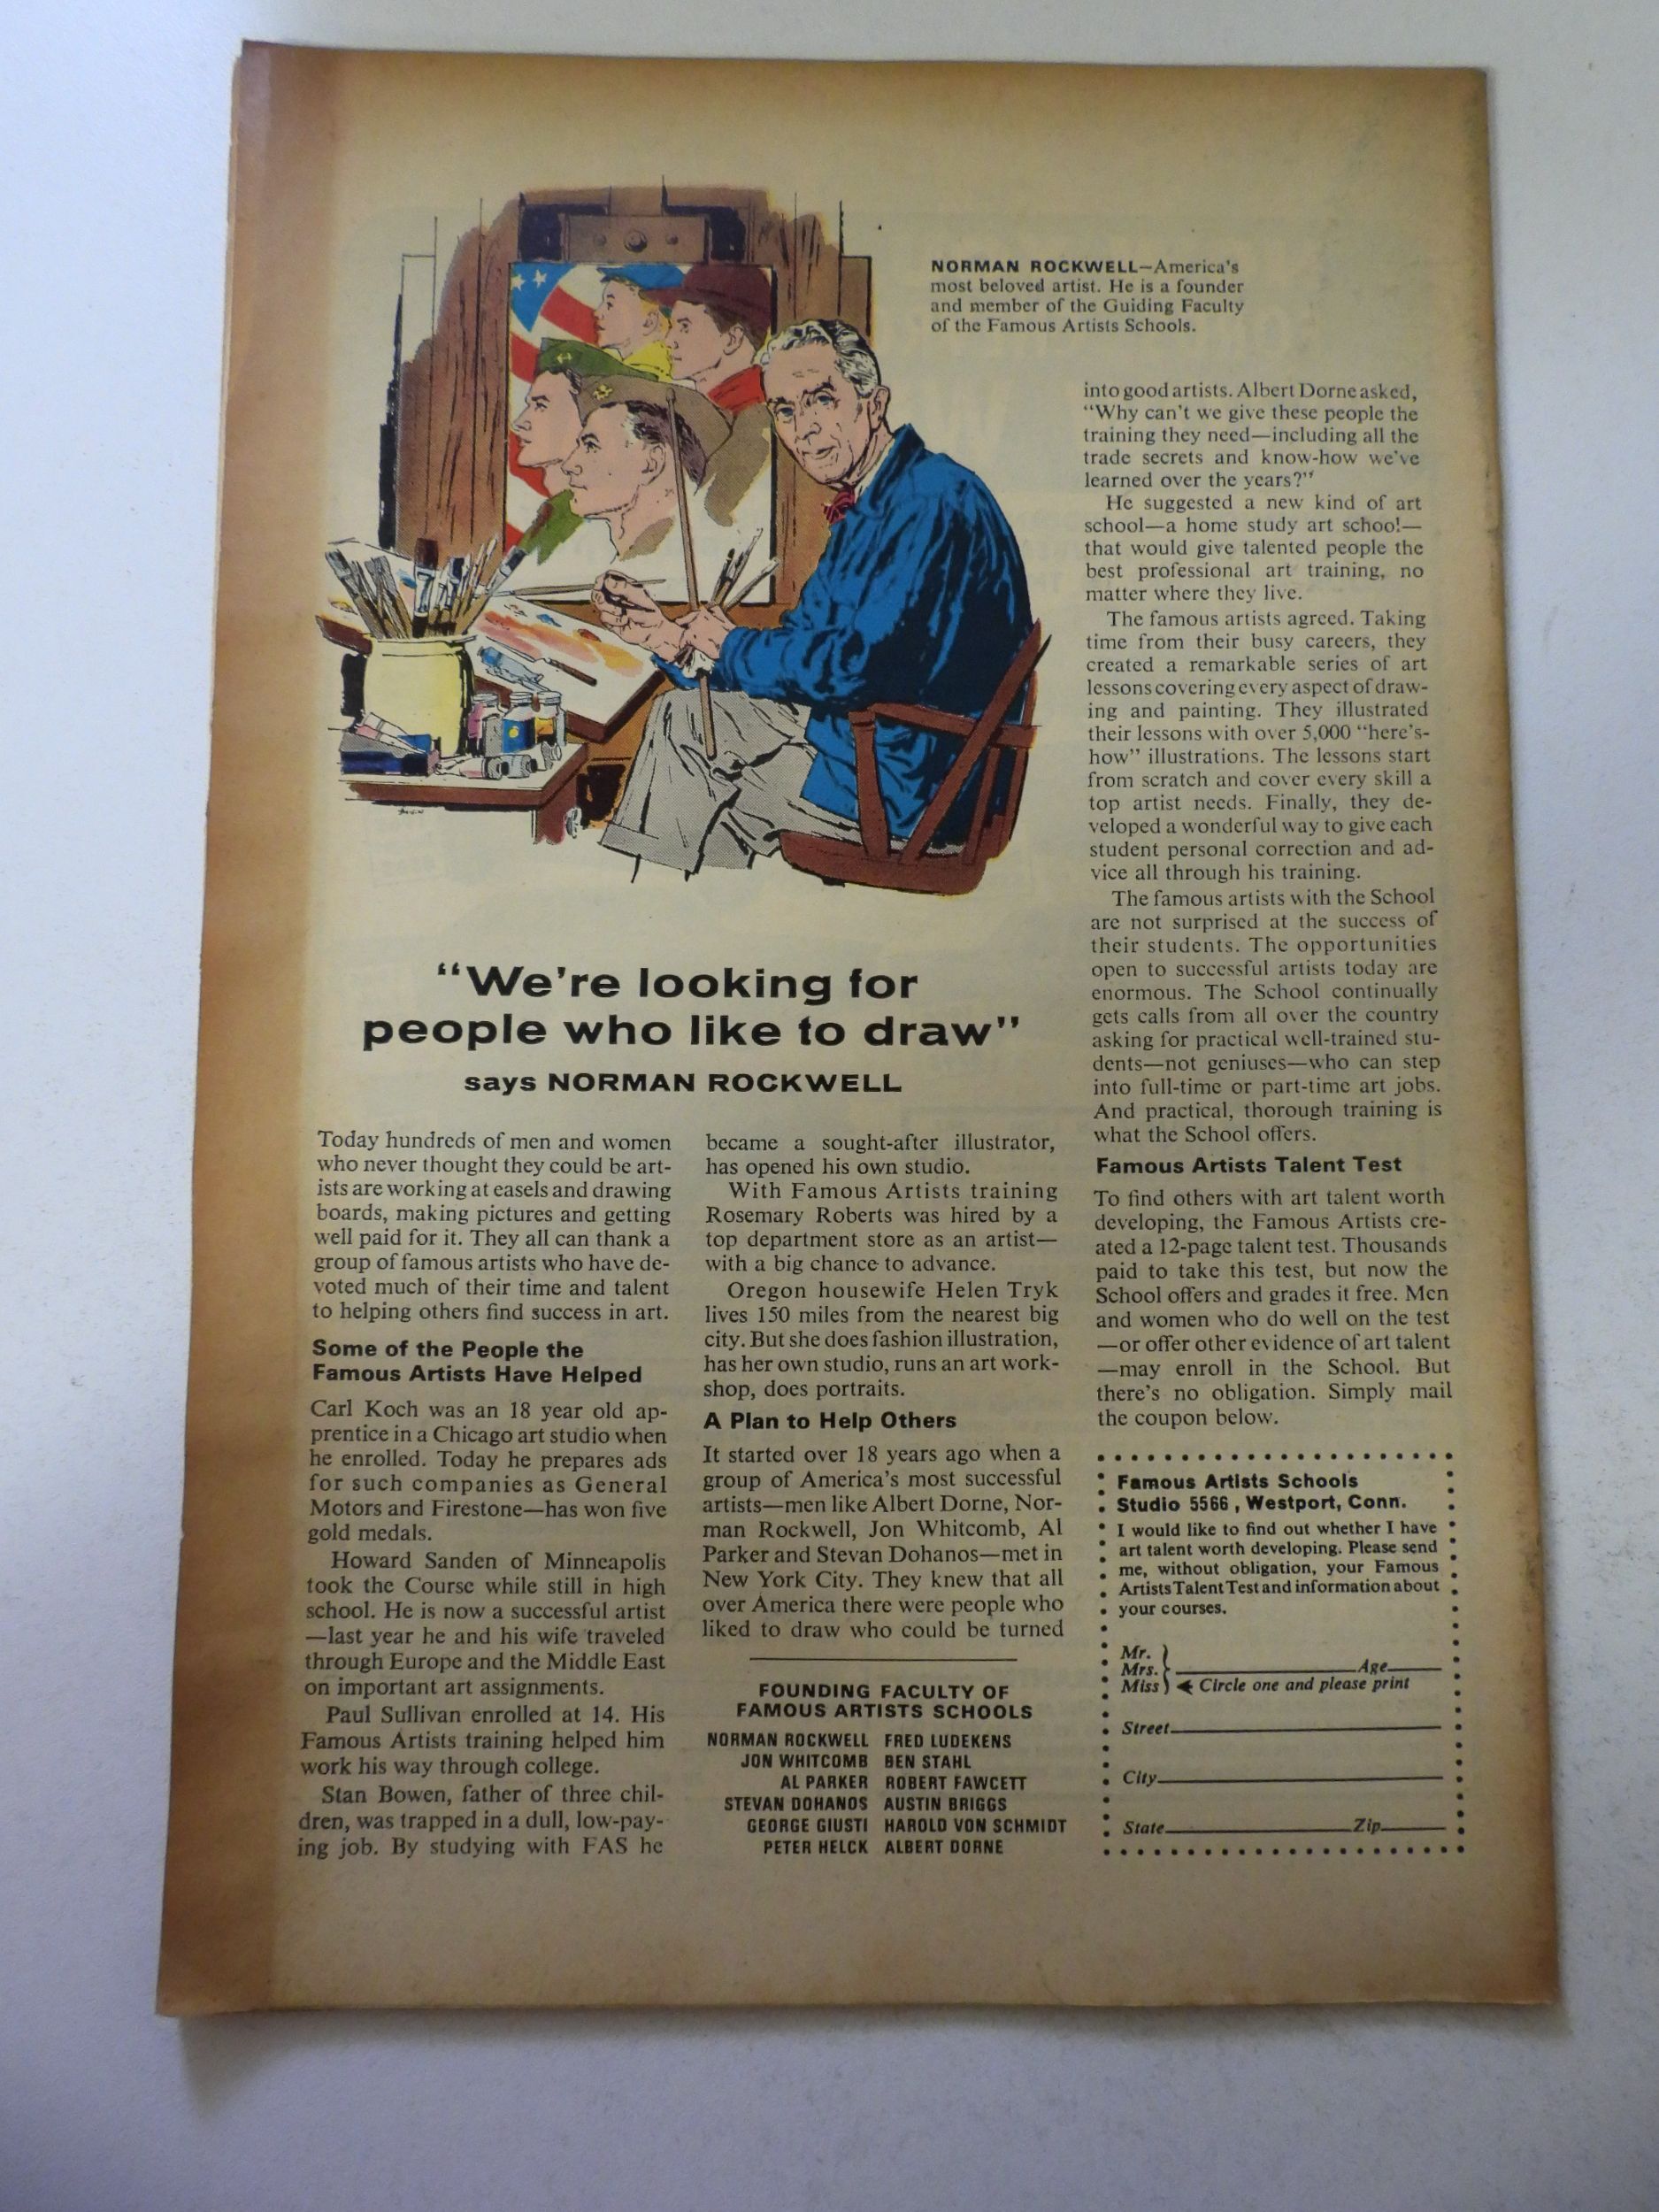 NORMAN ROCKWELL—America's
most beloved artist. He is a founder
and member of the Guiding Faculty
of the Famous Artists Schools.
"We're looking for
people who like to draw"
says NORMAN ROCKWELL
Today hundreds of men and women
who never thought they could be art-
ists are working at easels and drawing
boards, making pictures and getting
well paid for it. They all can thank a
group of famous artists who have de-
voted much of their time and talent
to helping others find success in art.
Some of the People the
Famous Artists Have Helped
Carl Koch was an 18 year old ap-
prentice in a Chicago art studio when
he enrolled. Today he prepares ads
for such companies as General
Motors and Firestone—has won five
gold medals.
Howard Sanden of Minneapolis
took the Course while still in high
school. He is now a successful artist
—last year he and his wife traveled
through Europe and the Middle East
on important art assignments.
Paul Sullivan enrolled at 14. His
Famous Artists training helped him
work his way through college.
Stan Bowen, father of three chil-
dren, was trapped in a dull, low-pay-
ing job. By studying with FAS he
became a sought-after illustrator,
has opened his own studio.
With Famous Artists training
Rosemary Roberts was hired by a
top department store as an artist—
with a big chance to advance.
Oregon housewife Helen Tryk
lives 150 miles from the nearest big
city. But she does fashion illustration,
has her own studio, runs an art work-
shop, does portraits.
A Plan to Help Others
It started over 18 years ago when a
group of America's most successful
artists—men like Albert Dorne, Nor-
man Rockwell, Jon Whitcomb, Al
Parker and Stevan Dohanos—met in
New York City. They knew that all
over America there were people who
liked to draw who could be turned
FOUNDING FACULTY OF
FAMOUS ARTISTS SCHOOLS
NORMAN ROCKWELL FRED LUDEKENS
JON WHITCOMB BEN STAHL
AL PARKER ROBERT FAWCETT
STEVAN DOHANOS AUSTIN BRIGGS
GEORGE GIUSTI HAROLD VON SCHMIDT
PETER HELCK ALBERT DORNE
into good artists. Albert Dorne asked,
"Why can't we give these people the
training they need—including all the
trade secrets and know-how we've
learned over the years?"
He suggested a new kind of art
school—a home study art school—
that would give talented people the
best professional art training, no
matter where they live.
The famous artists agreed. Taking
time from their busy careers, they
created a remarkable series of art
lessons covering every aspect of draw-
ing and painting. They illustrated
their lessons with over 5,000 "here's-
how" illustrations. The lessons start
from scratch and cover every skill a
top artist needs. Finally, they de-
veloped a wonderful way to give each
student personal correction and ad-
vice all through his training.
The famous artists with the School
are not surprised at the success of
their students. The opportunities
open to successful artists today are
enormous. The School continually
gets calls from all over the country
asking for practical well-trained stu-
dents—not geniuses—who can step
into full-time or part-time art jobs.
And practical, thorough training is
what the School offers.
Famous Artists Talent Test
To find others with art talent worth
developing, the Famous Artists cre-
ated a 12-page talent test. Thousands
paid to take this test, but now the
School offers and grades it free. Men
and women who do well on the test
—or offer other evidence of art talent
—may enroll in the School. But
there's no obligation. Simply mail
the coupon below.
Famous Artists Schools
Studio 5566, Westport, Conn.
I would like to find out whether I have
art talent worth developing. Please send
me, without obligation, your Famous
Artists Talent Test and information about
your courses.
Mr.
Mrs. Age
Miss Circle one and please print
Street
City
State Zip